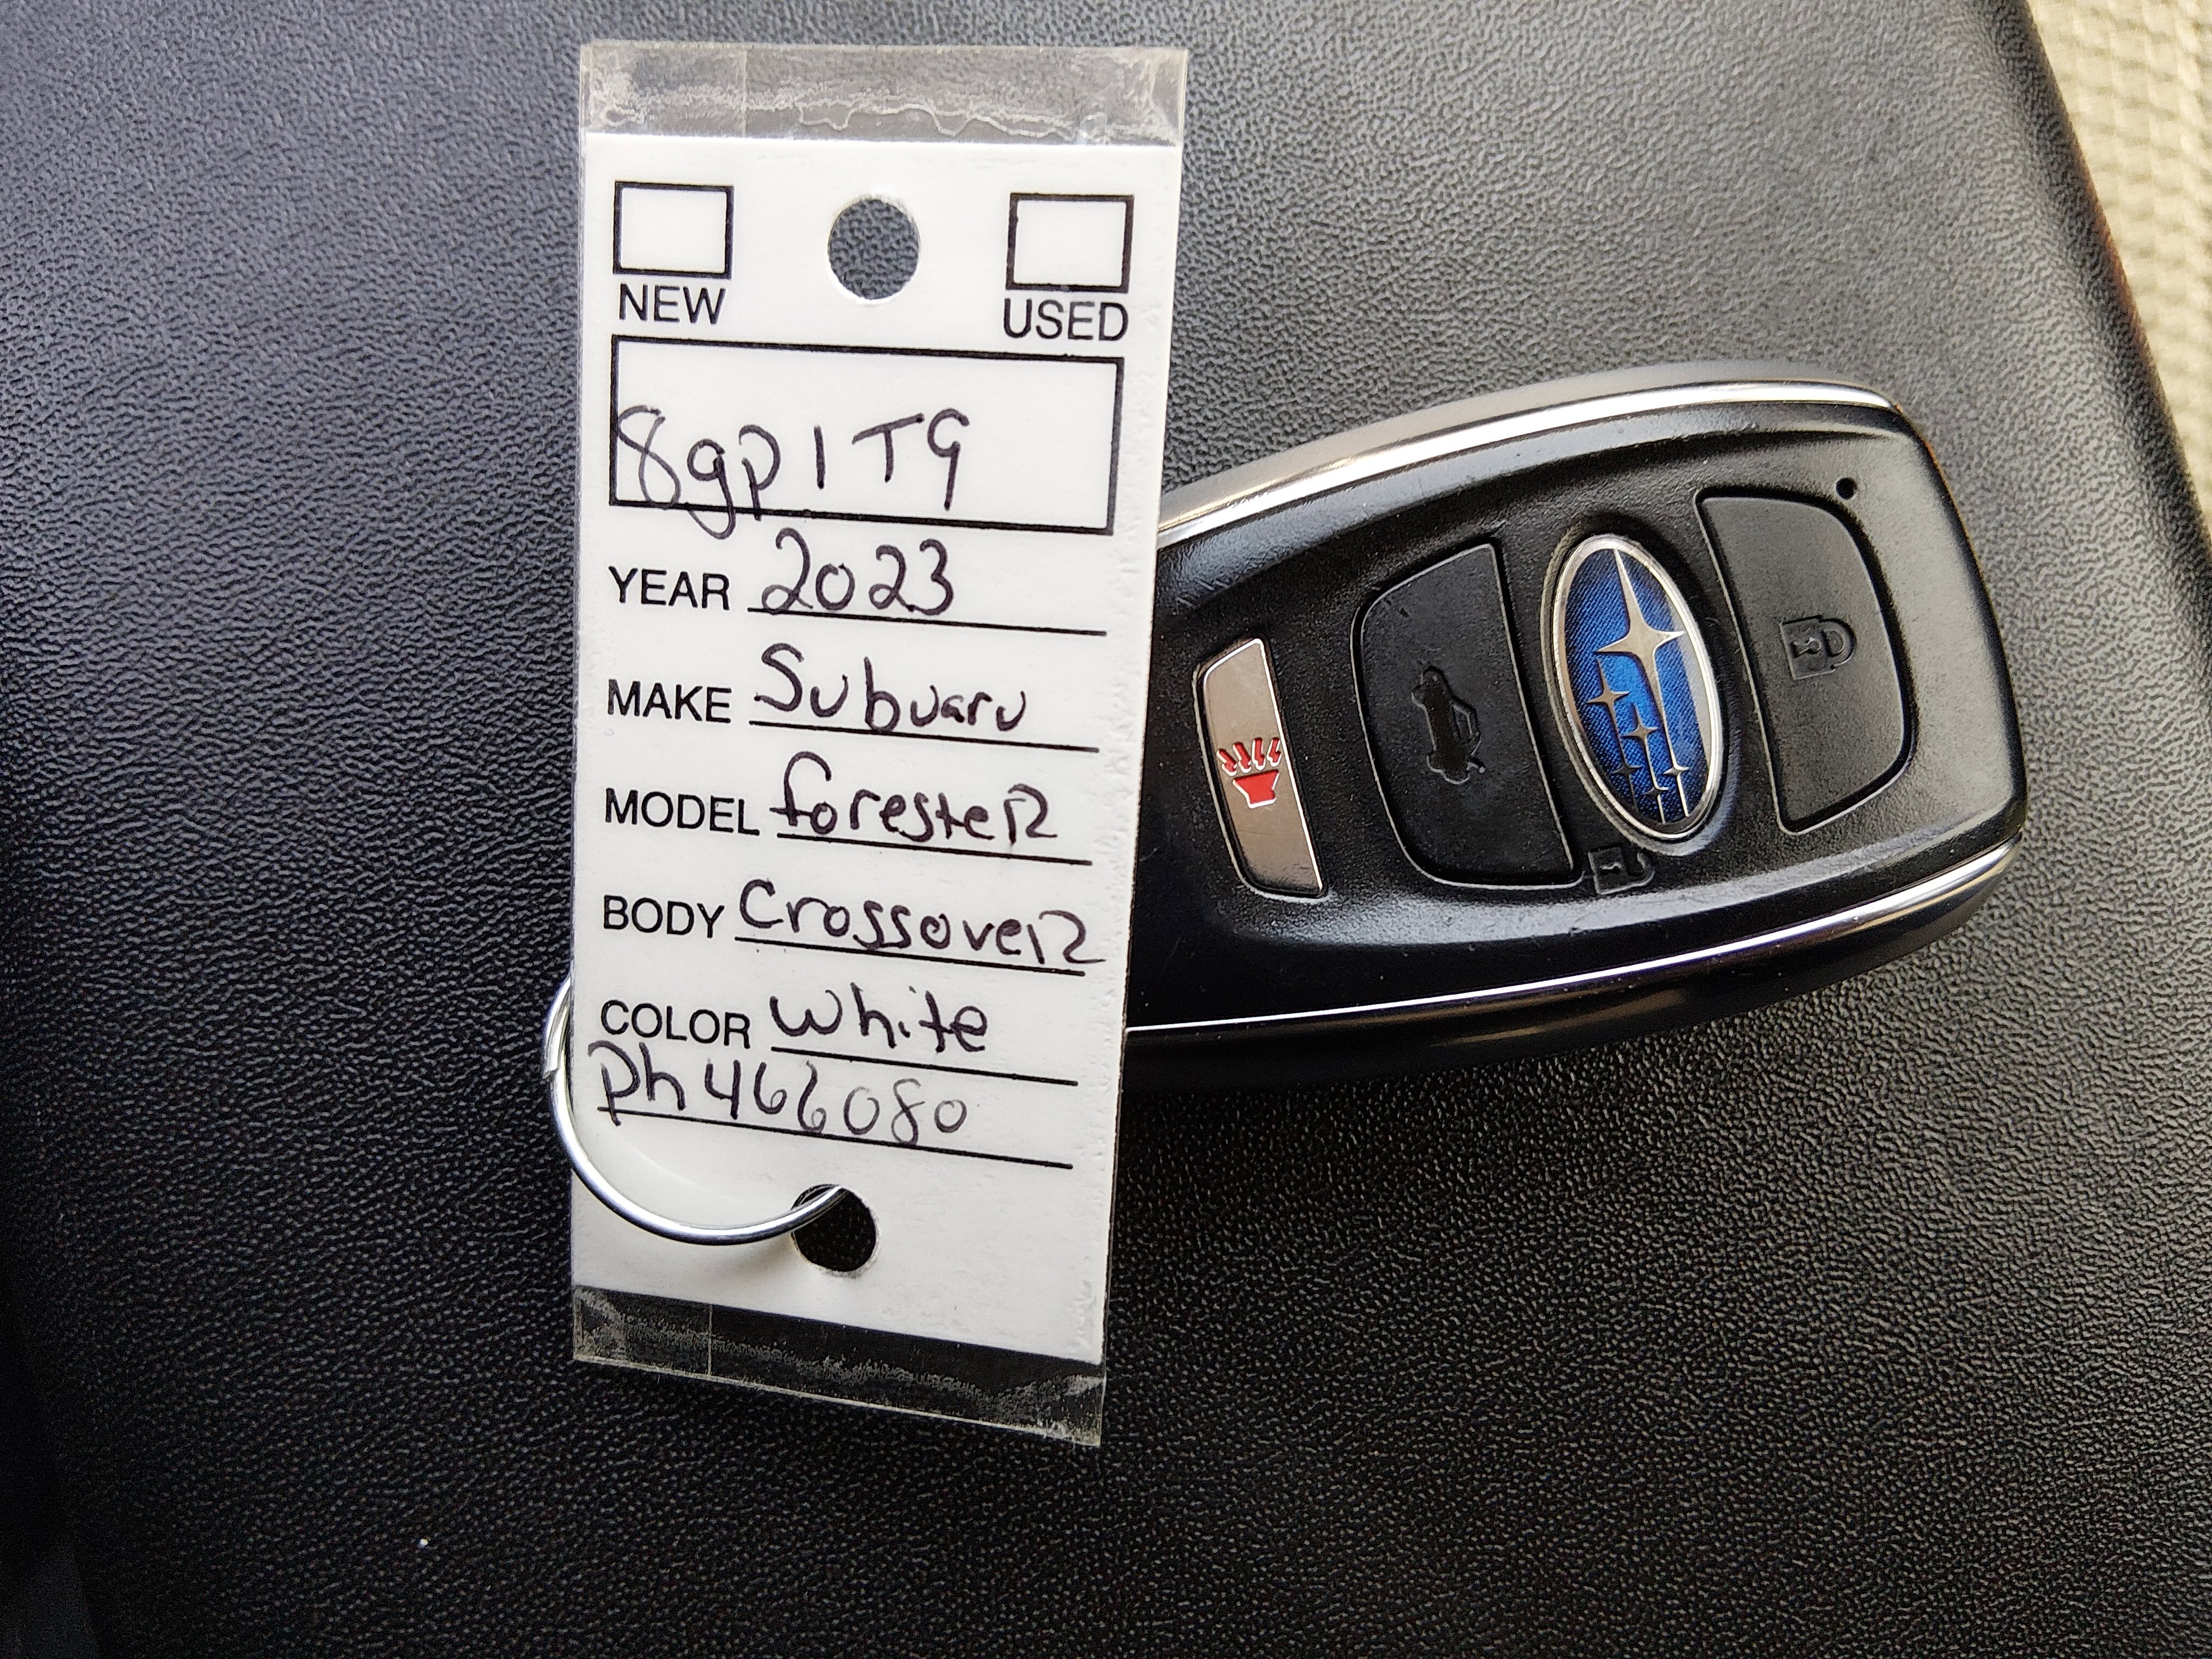 NEW USED
8gp1T9
YEAR 2023
MAKE Subuaru
MODEL foresteR
BODY CrossoveR
COLOR white
Ph466080